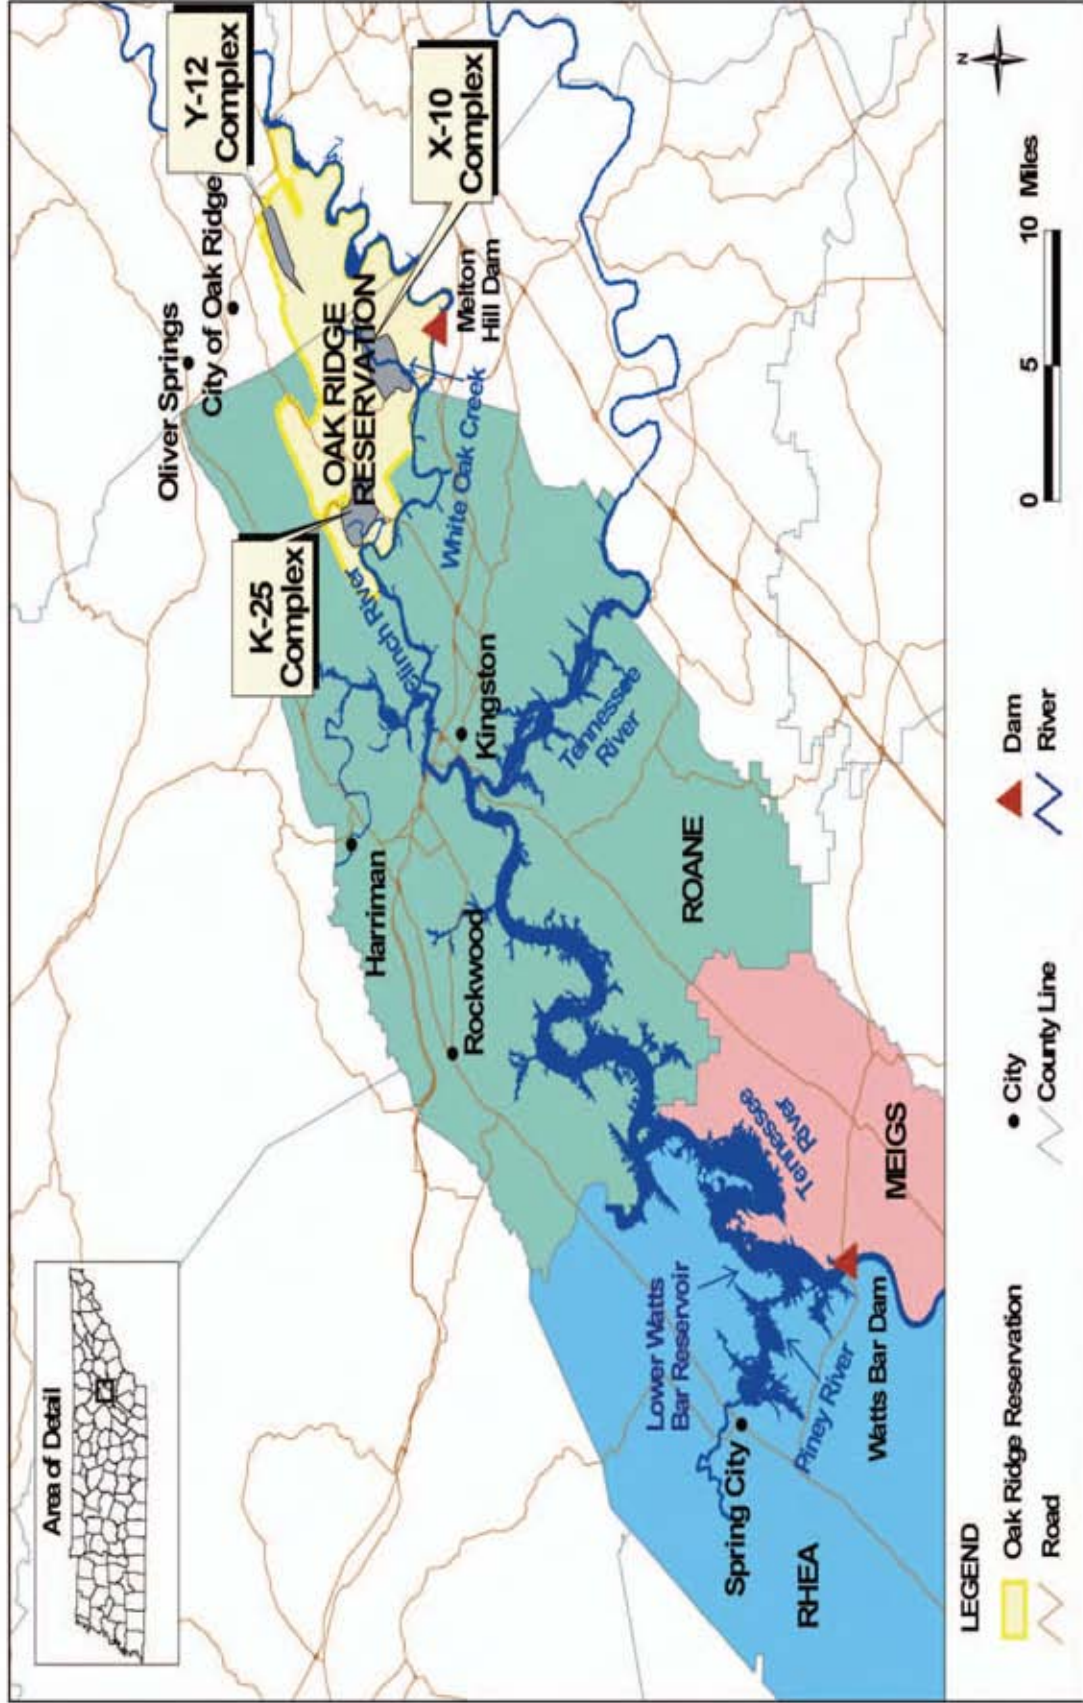 Area of Detail
Oliver Springs
City of Oak Ridge
Y-12
Complex
K-25
Complex
OAK RIDGE
RESERVATION
X-10
Complex
Clinch River
White Oak Creek
Melton
Hill Dam
Harriman
Kingston
Rockwood
Tennessee
River
ROANE
Lower Watts
Bar Reservoir
Tennessee
River
Spring City
Piney River
MEIGS
Watts Bar Dam
RHEA
LEGEND
Oak Ridge Reservation
Road
City
County Line
Dam
River
0 5 10 Miles
N